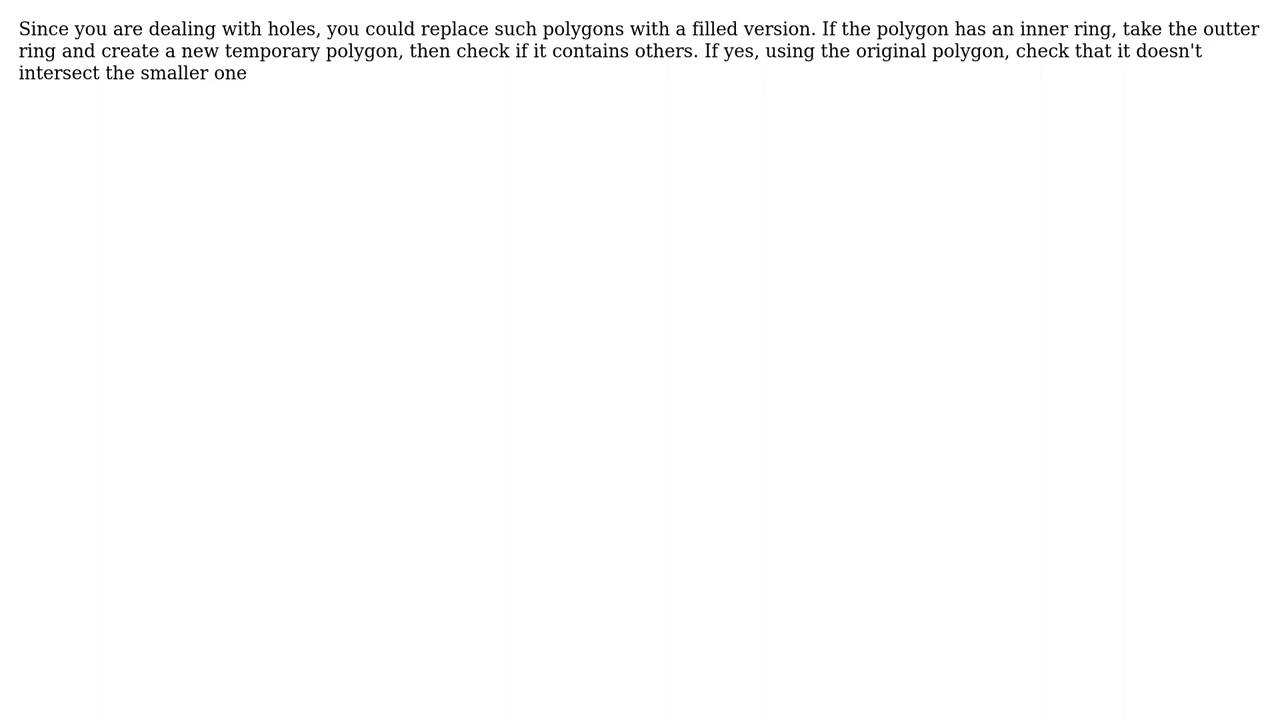 Since you are dealing with holes, you could replace such polygons with a filled version. If the polygon has an inner ring, take the outter
ring and create a new temporary polygon, then check if it contains others. If yes, using the original polygon, check that it doesn't
intersect the smaller one